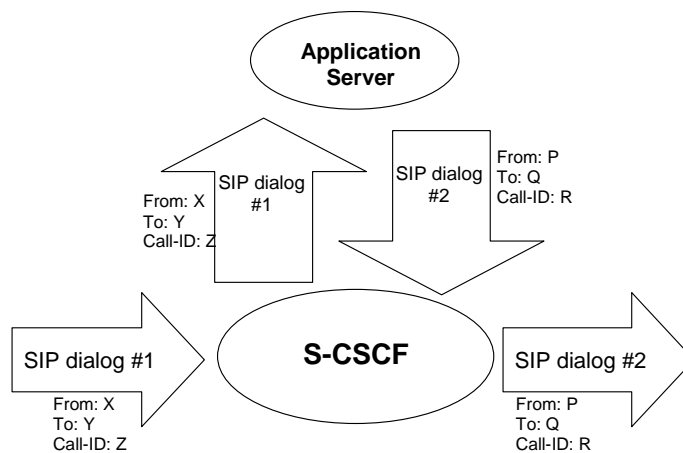 Application
Server
SIP dialog
#1
From: X
To: Y
Call-ID: Z
SIP dialog
#2
From: P
To: Q
Call-ID: R
SIP dialog #1
From: X
To: Y
Call-ID: Z
S-CSCF
SIP dialog #2
From: P
To: Q
Call-ID: R